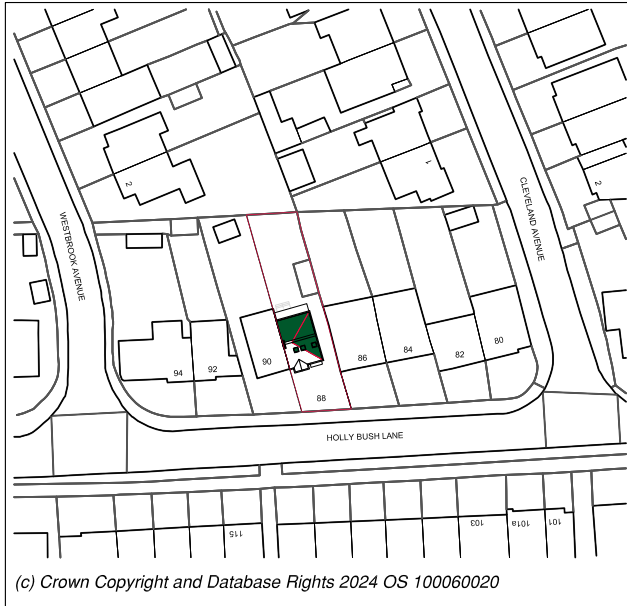 2
1
2
WESTBROOK AVENUE
CLEVELAND AVENUE
94
92
90
88
86
84
82
80
HOLLY BUSH LANE
115
103
101a
101
(c) Crown Copyright and Database Rights 2024 OS 100060020